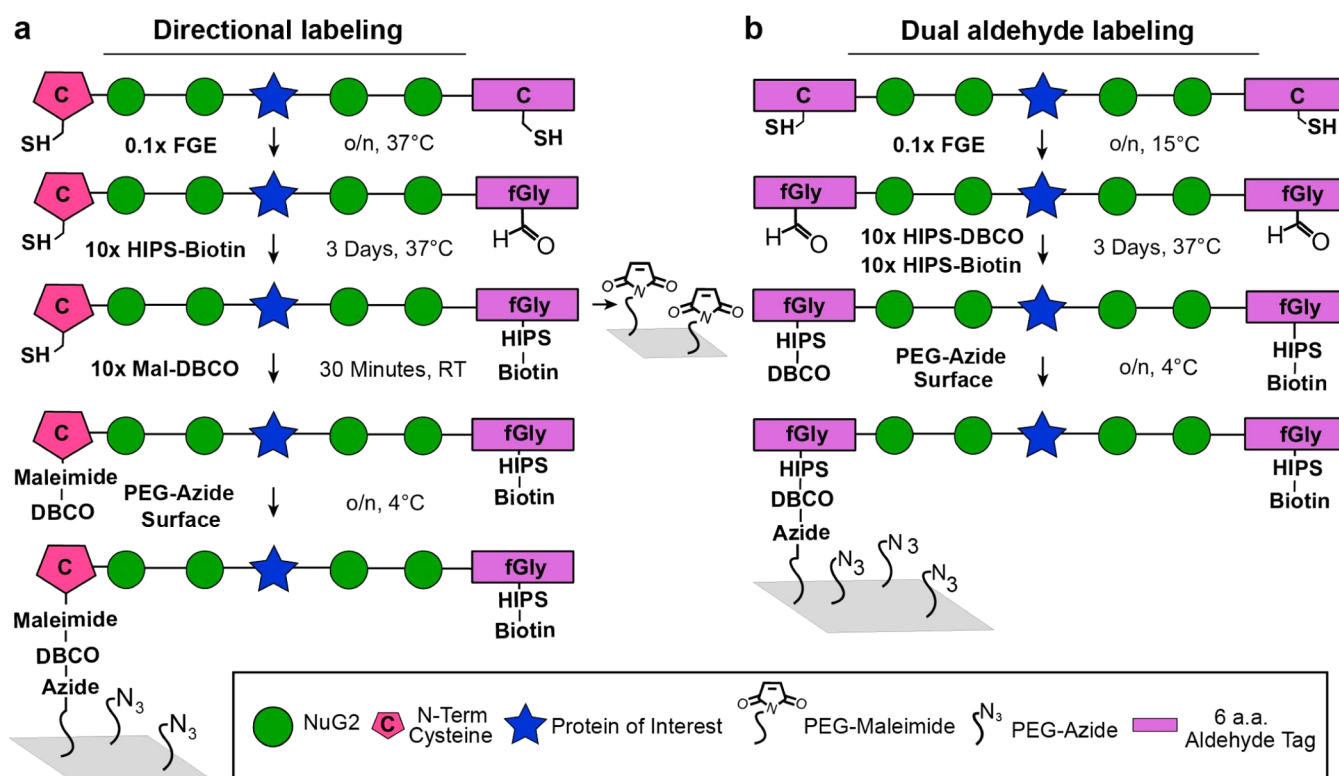 a
Directional labeling
C
C
SH
SH
0.1x FGE
o/n, 37°C
C
fGly
SH
H
O
10x HIPS-Biotin
3 Days, 37°C
C
fGly
SH
HIPS
Biotin
10x Mal-DBCO
30 Minutes, RT
O
N
O
O
N
O
C
fGly
Maleimide
DBCO
HIPS
Biotin
PEG-Azide
Surface
o/n, 4°C
C
fGly
Maleimide
DBCO
Azide
HIPS
Biotin
N3
N3
b
Dual aldehyde labeling
C
C
SH
SH
0.1x FGE
o/n, 15°C
fGly
fGly
H
O
H
O
10x HIPS-DBCO
10x HIPS-Biotin
3 Days, 37°C
fGly
fGly
HIPS
DBCO
HIPS
Biotin
PEG-Azide
Surface
o/n, 4°C
fGly
fGly
HIPS
DBCO
Azide
HIPS
Biotin
N3
N3
N3
NuG2
C
N-Term
Cysteine
Protein of Interest
O
N
O
PEG-Maleimide
N3
PEG-Azide
6 a.a.
Aldehyde Tag